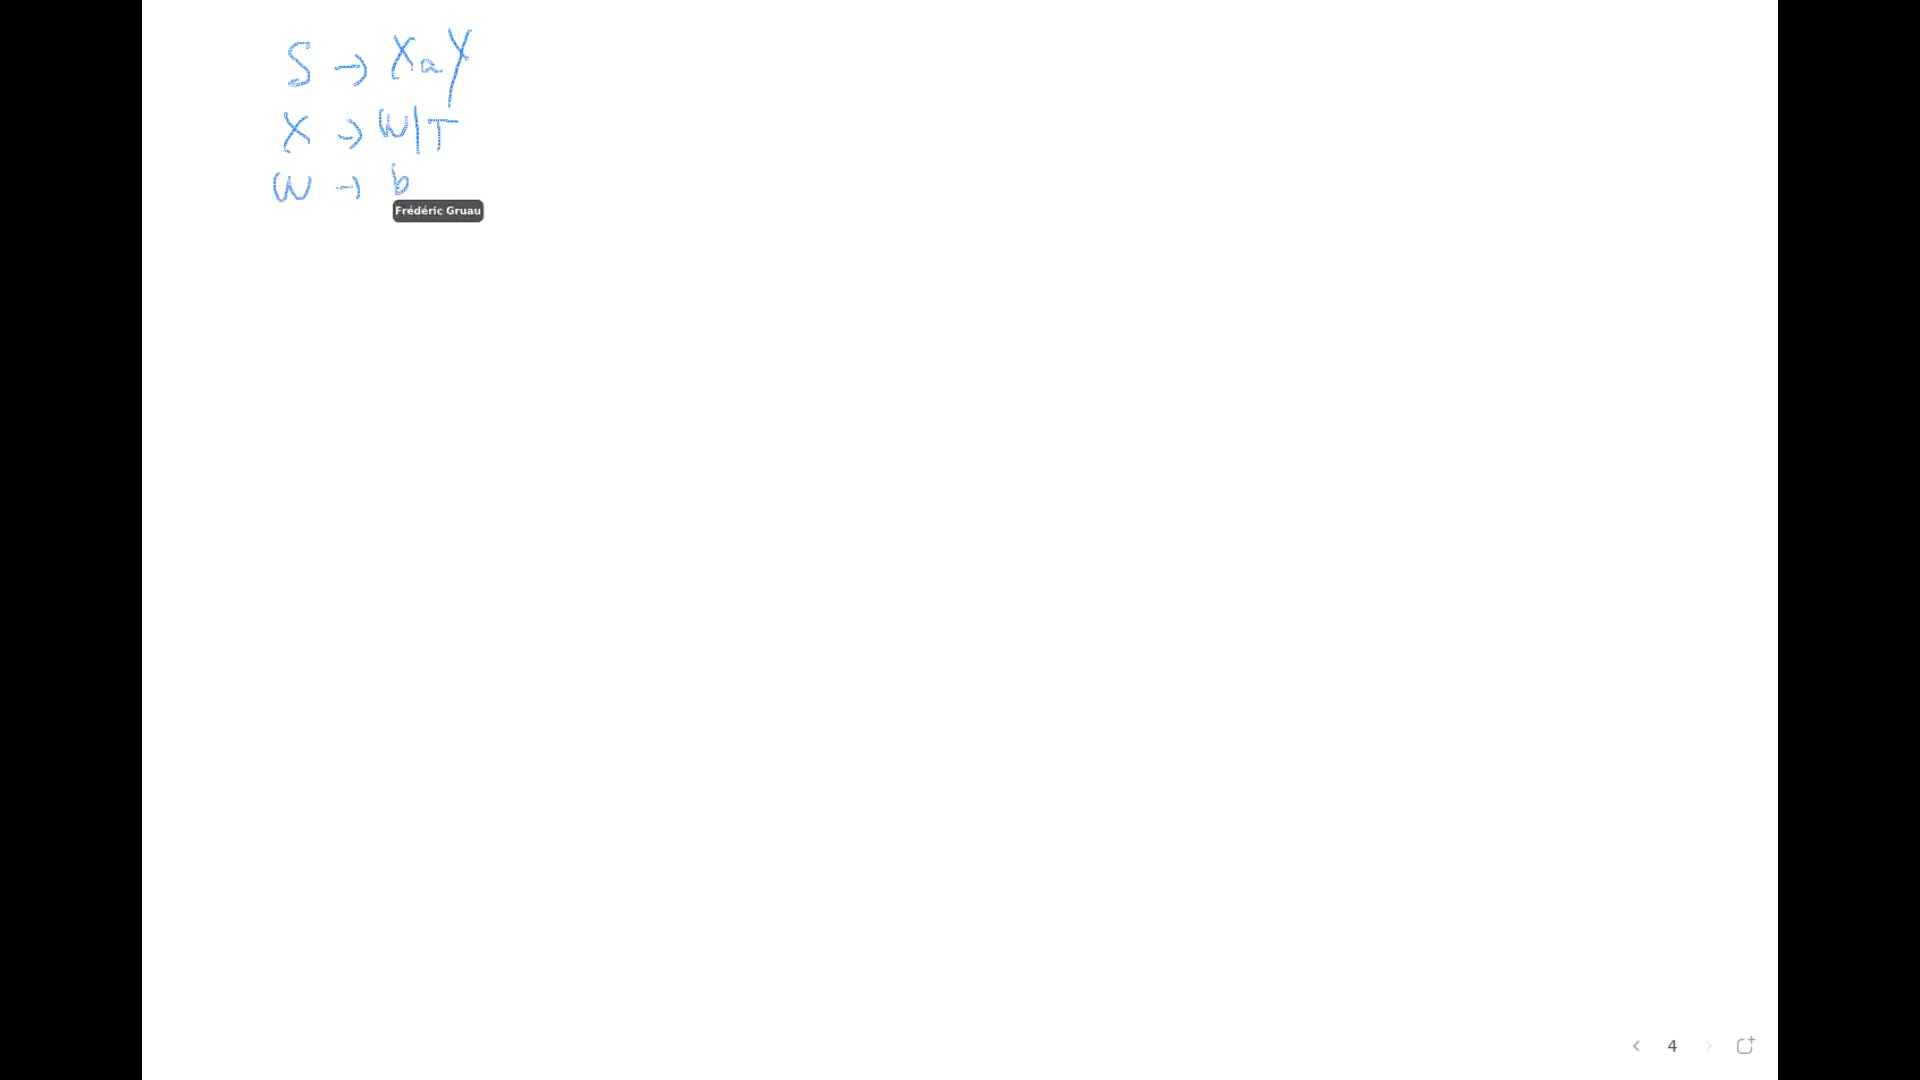 S → XaY
X → W|T
W → b
Frédéric Gruau
4